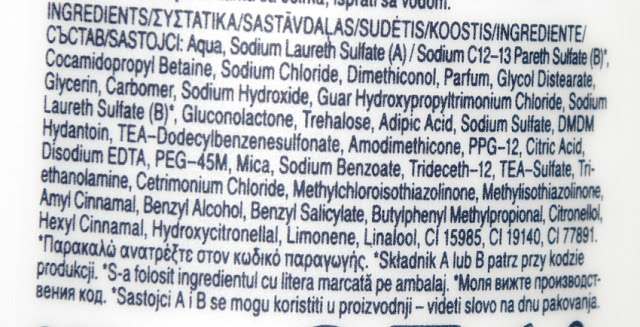 sa očima, isprati sa vodom.
INGREDIENTS/ΣΥΣΤΑΤΙΚΑ/SASTĀVDAĻAS/SUDĖTIS/KOOSTIS/INGREDIENTE/
СЪСТАВ/SASTOJCI: Aqua, Sodium Laureth Sulfate (A) / Sodium C12-13 Pareth Sulfate (B)*,
Cocamidopropyl Betaine, Sodium Chloride, Dimethiconol, Parfum, Glycol Distearate,
Glycerin, Carbomer, Sodium Hydroxide, Guar Hydroxypropyltrimonium Chloride, Sodium
Laureth Sulfate (B)*, Gluconolactone, Trehalose, Adipic Acid, Sodium Sulfate, DMDM
Hydantoin, TEA-Dodecylbenzenesulfonate, Amodimethicone, PPG-12, Citric Acid,
Disodium EDTA, PEG-45M, Mica, Sodium Benzoate, Trideceth-12, TEA-Sulfate, Tri-
ethanolamine, Cetrimonium Chloride, Methylchloroisothiazolinone, Methylisothiazolinone,
Amyl Cinnamal, Benzyl Alcohol, Benzyl Salicylate, Butylphenyl Methylpropional, Citronellol,
Hexyl Cinnamal, Hydroxycitronellal, Limonene, Linalool, CI 15985, CI 19140, CI 77891.
*Παρακαλώ ανατρέξτε στον κωδικό παραγωγής. *Składnik A lub B patrz przy kodzie
produkcji. *S-a folosit ingredientul cu litera marcată pe ambalaj. *Моля вижте производст-
вения код. *Sastojci A i B se mogu koristiti u proizvodnji – videti slovo na dnu pakovanja.